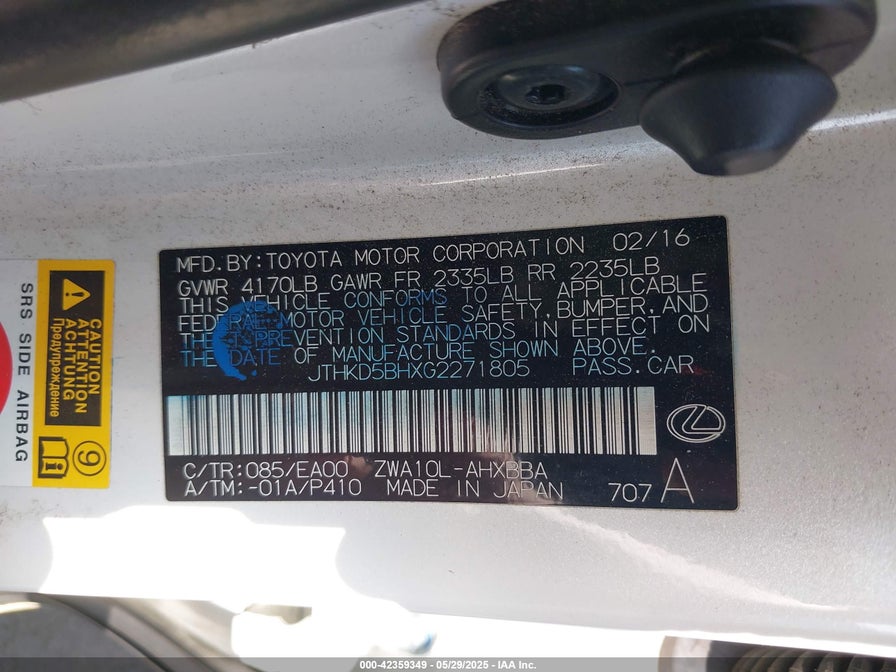 MFD.BY:TOYOTA MOTOR CORPORATION 02/16
GVWR 4170LB GAWR FR 2335LB RR 2235LB
THIS VEHICLE CONFORMS TO ALL APPLICABLE
FEDERAL MOTOR VEHICLE SAFETY,BUMPER,AND
THEFT PREVENTION STANDARDS IN EFFECT ON
THE DATE OF MANUFACTURE SHOWN ABOVE.
JTHKD5BHXG2271805 PASS.CAR
C/TR:085/EA00 ZWA10L-AHXBBA
A/TM:-01A/P410 MADE IN JAPAN 707 A
CAUTION
ATTENTION
ACHTUNG
Предупреждение
SRS SIDE AIRBAG
9
000-42359349 - 05/29/2025 - IAA Inc.